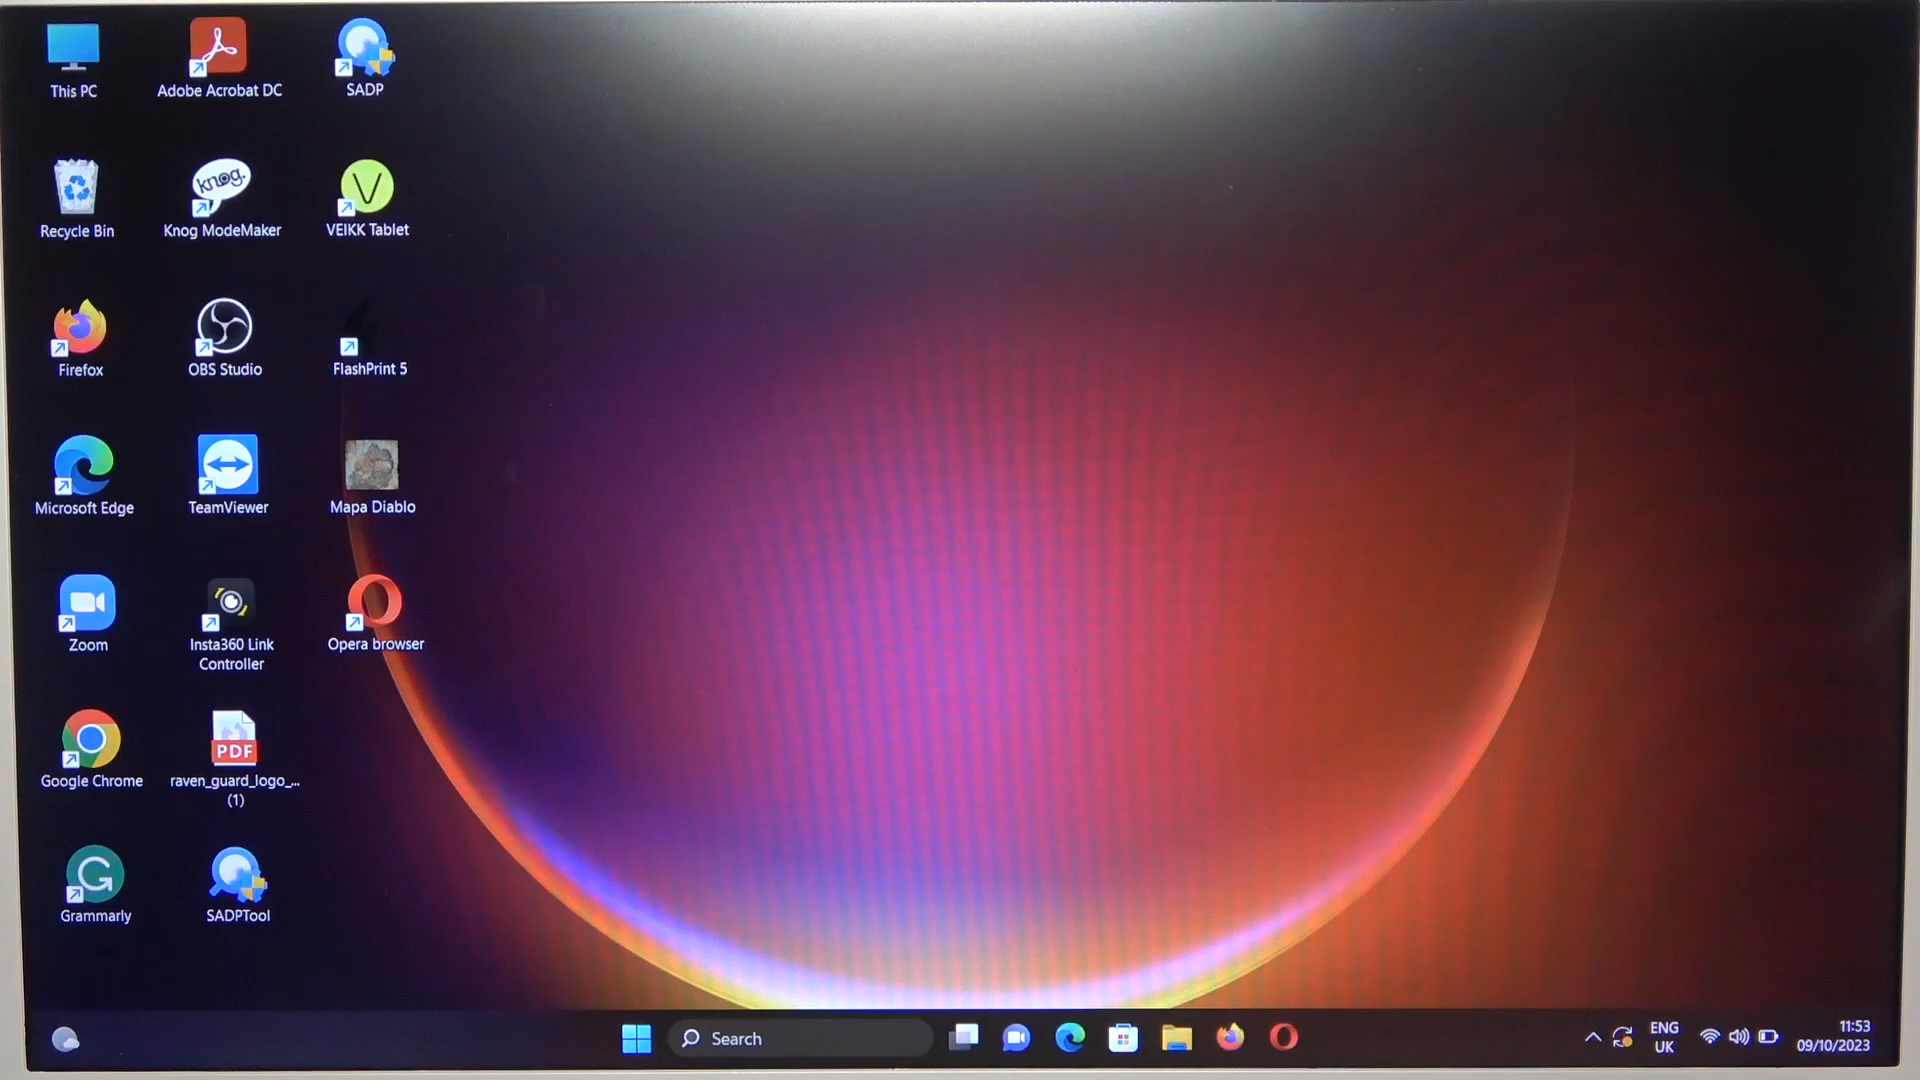 This PC
Adobe Acrobat DC
SADP
Recycle Bin
knog.
Knog ModeMaker
V
VEIKK Tablet
Firefox
OBS Studio
FlashPrint 5
Microsoft Edge
TeamViewer
Mapa Diablo
Zoom
Insta360 Link
Controller
Opera browser
Google Chrome
PDF
raven_guard_logo_...
(1)
G
Grammarly
SADPTool
Search
ENG
UK
11:53
09/10/2023